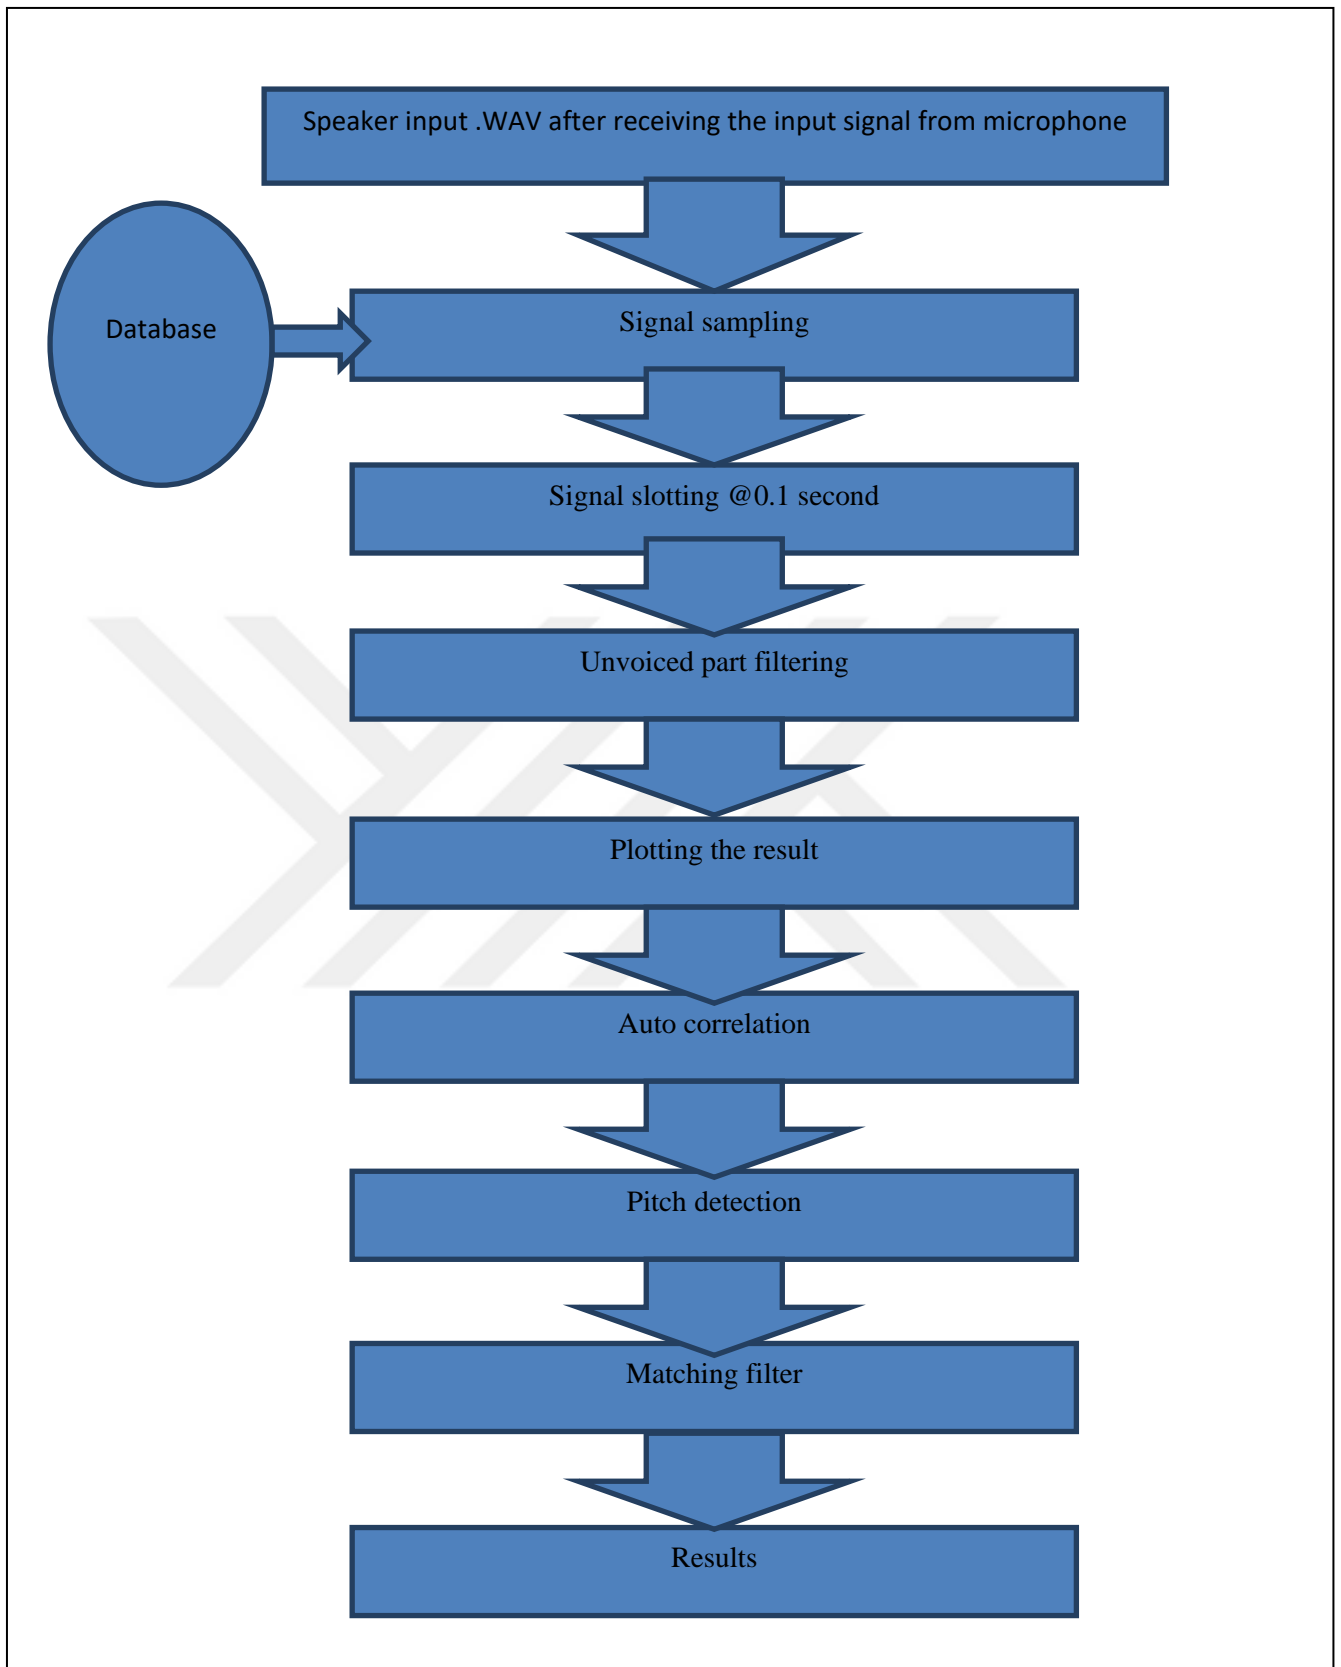 Speaker input .WAV after receiving the input signal from microphone
Database
Signal sampling
Signal slotting @0.1 second
Unvoiced part filtering
Plotting the result
Auto correlation
Pitch detection
Matching filter
Results